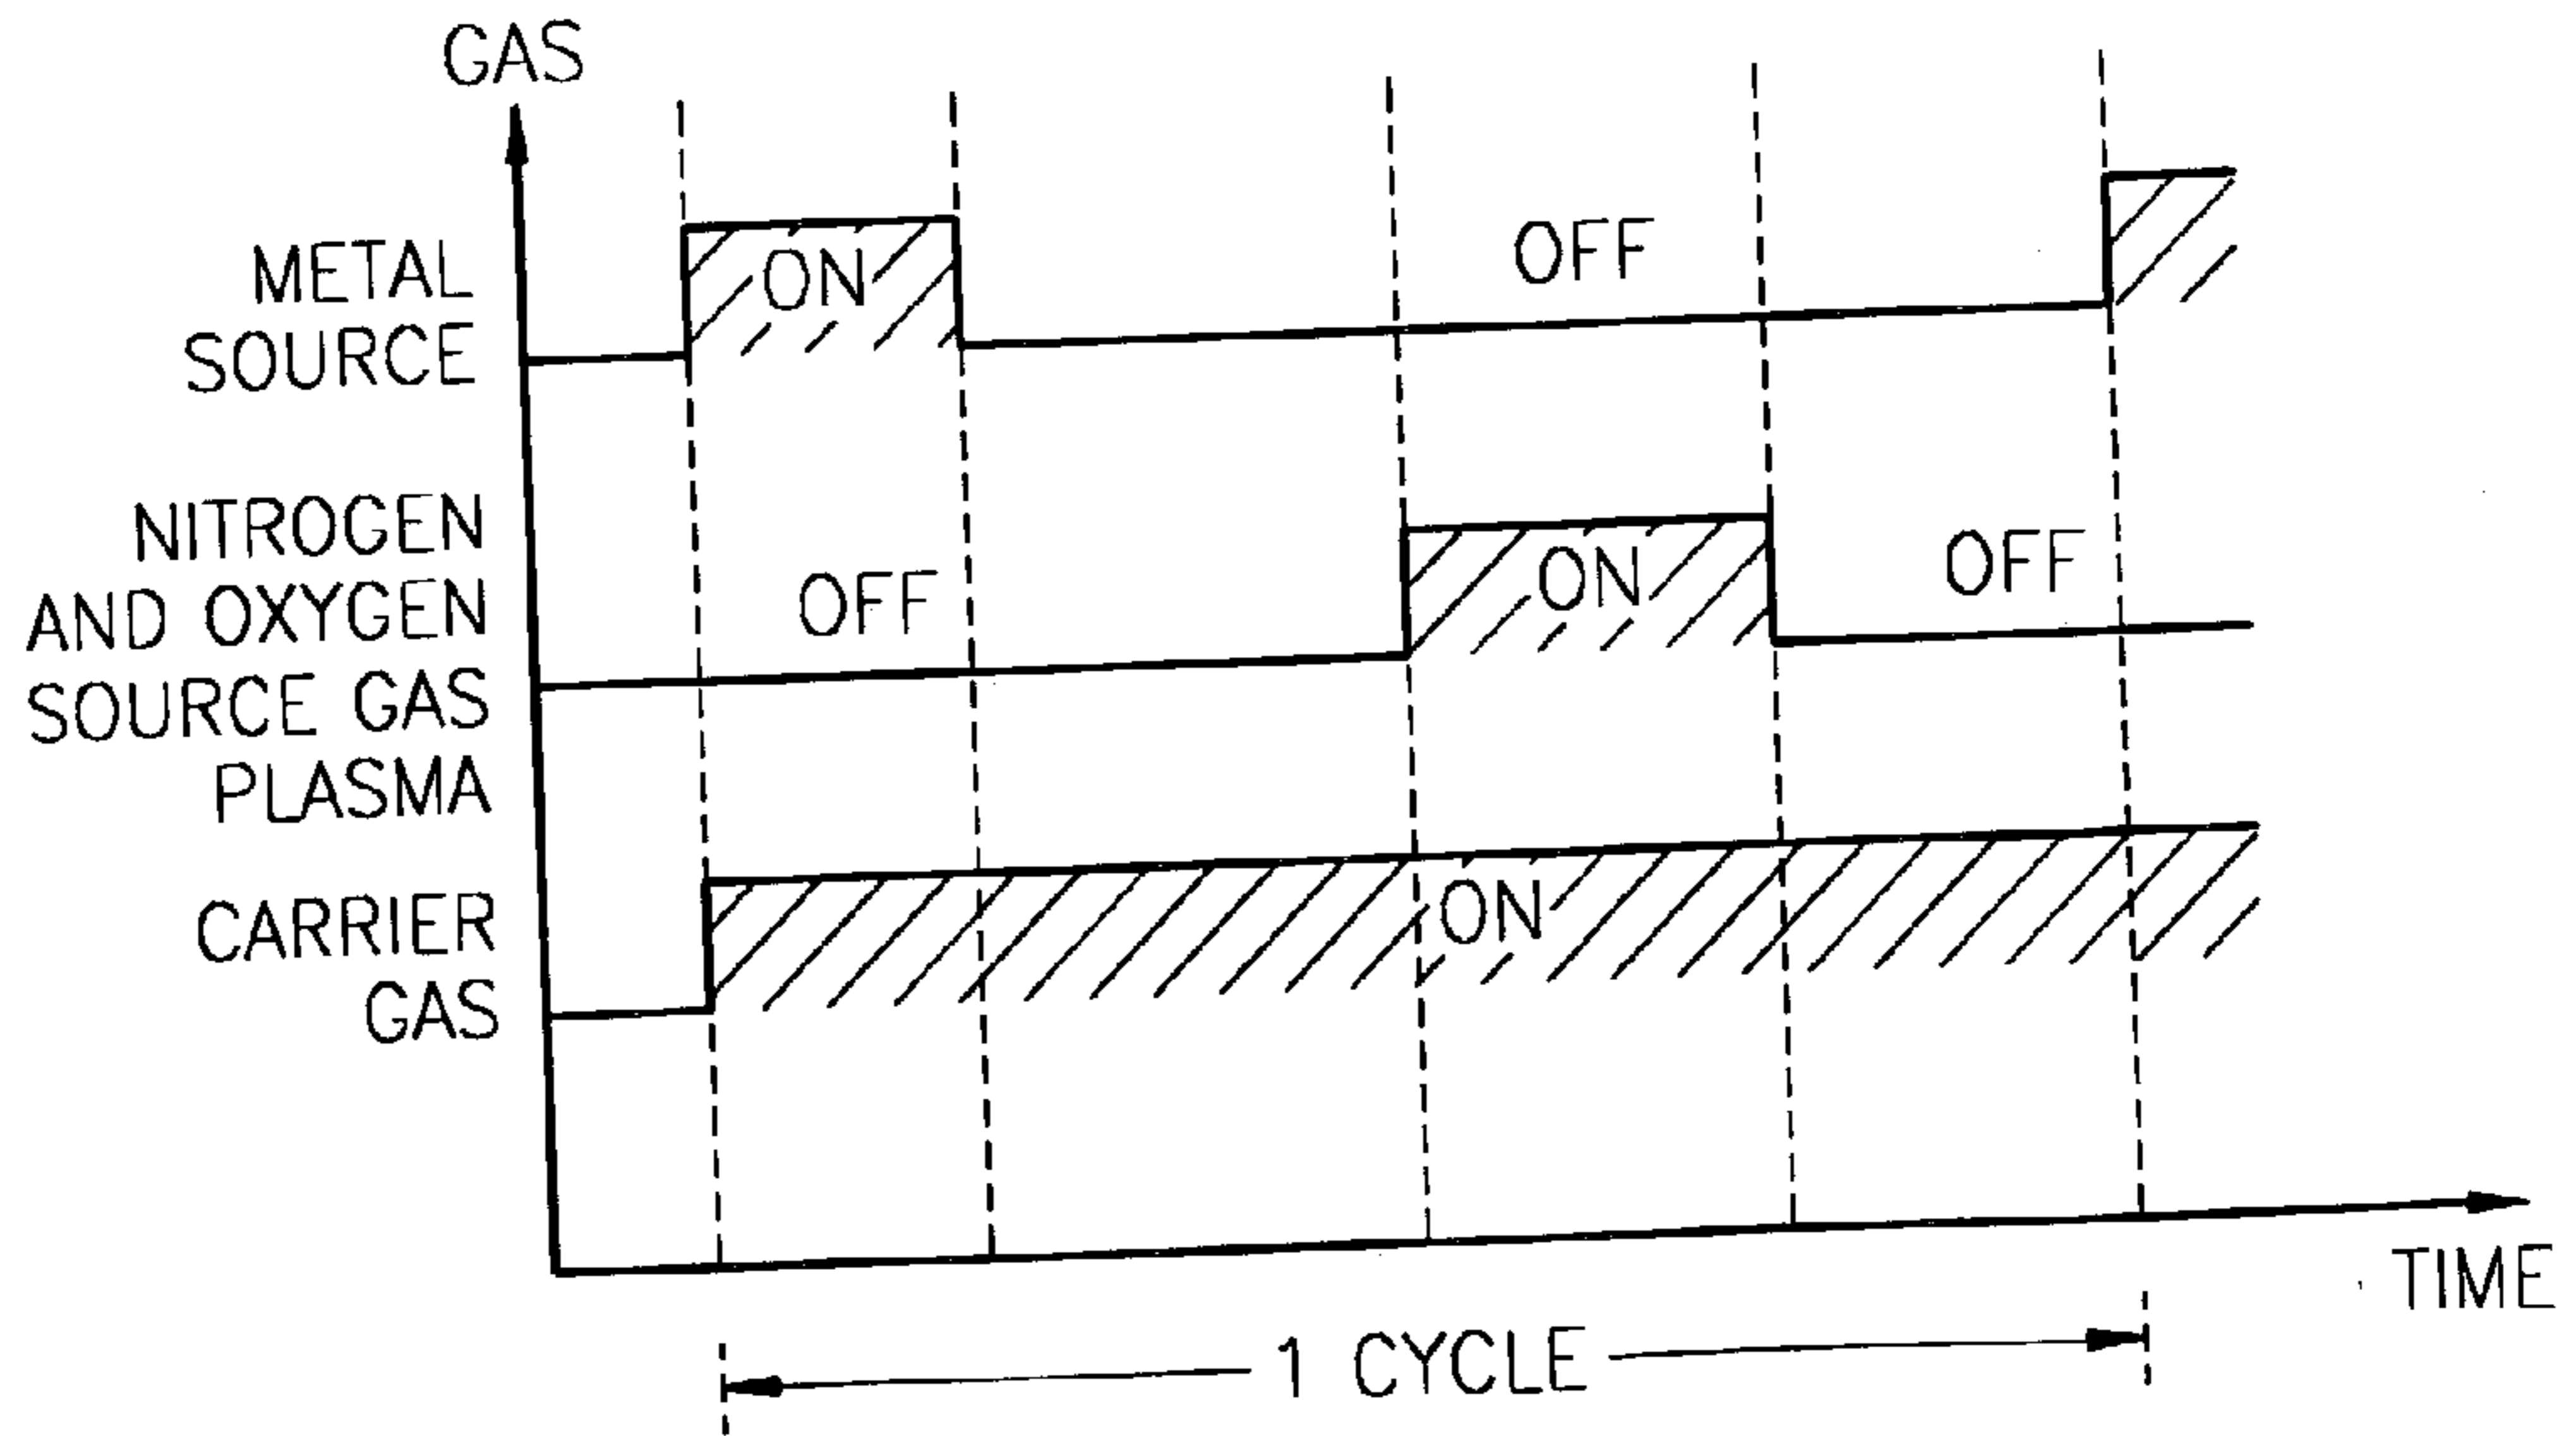 GAS
METAL
SOURCE
ON
OFF
NITROGEN
AND OXYGEN
SOURCE GAS
PLASMA
OFF
ON
OFF
CARRIER
GAS
ON
TIME
1 CYCLE